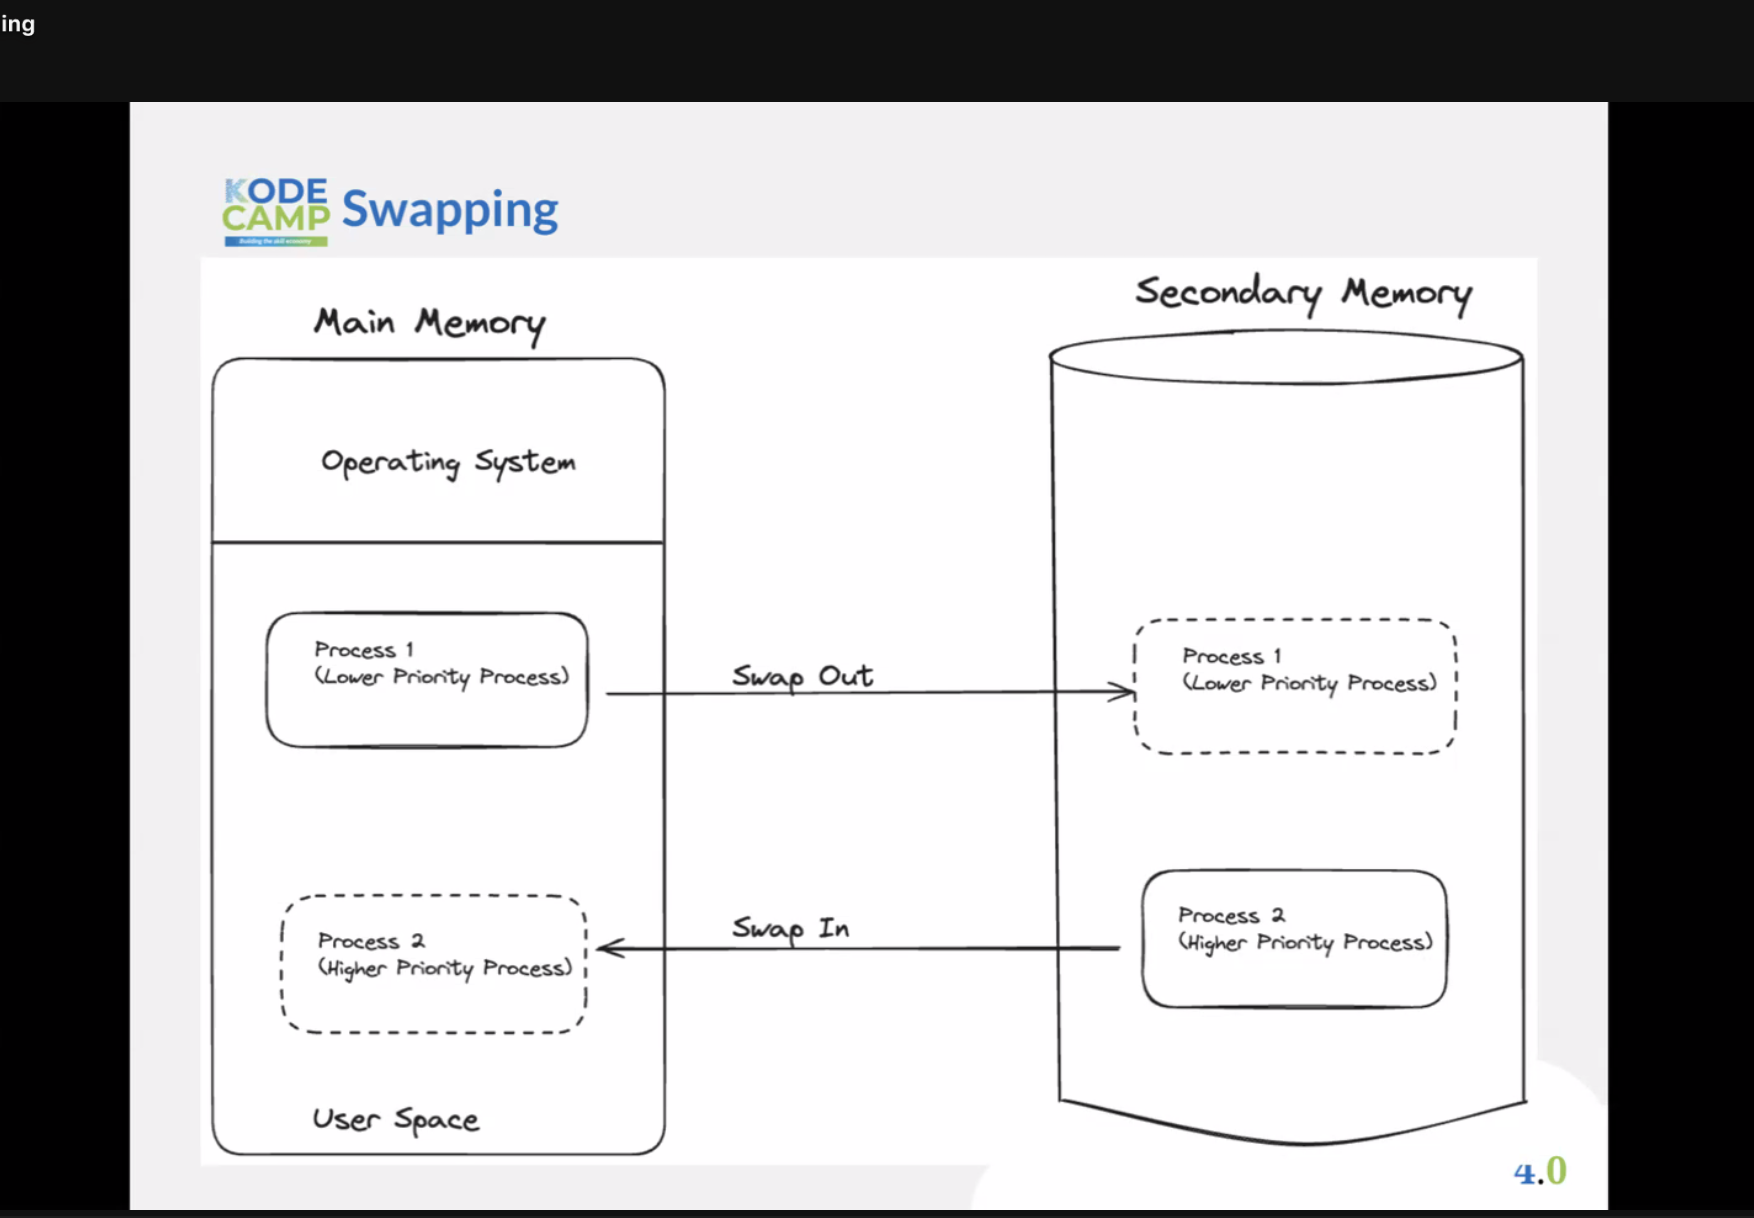 ing
KODE
CAMP
Building the skill economy
Swapping
Main Memory
Secondary Memory
Operating System
Process 1
(Lower Priority Process)
Swap Out
Process 1
(Lower Priority Process)
Process 2
(Higher Priority Process)
Swap In
Process 2
(Higher Priority Process)
User Space
4.0